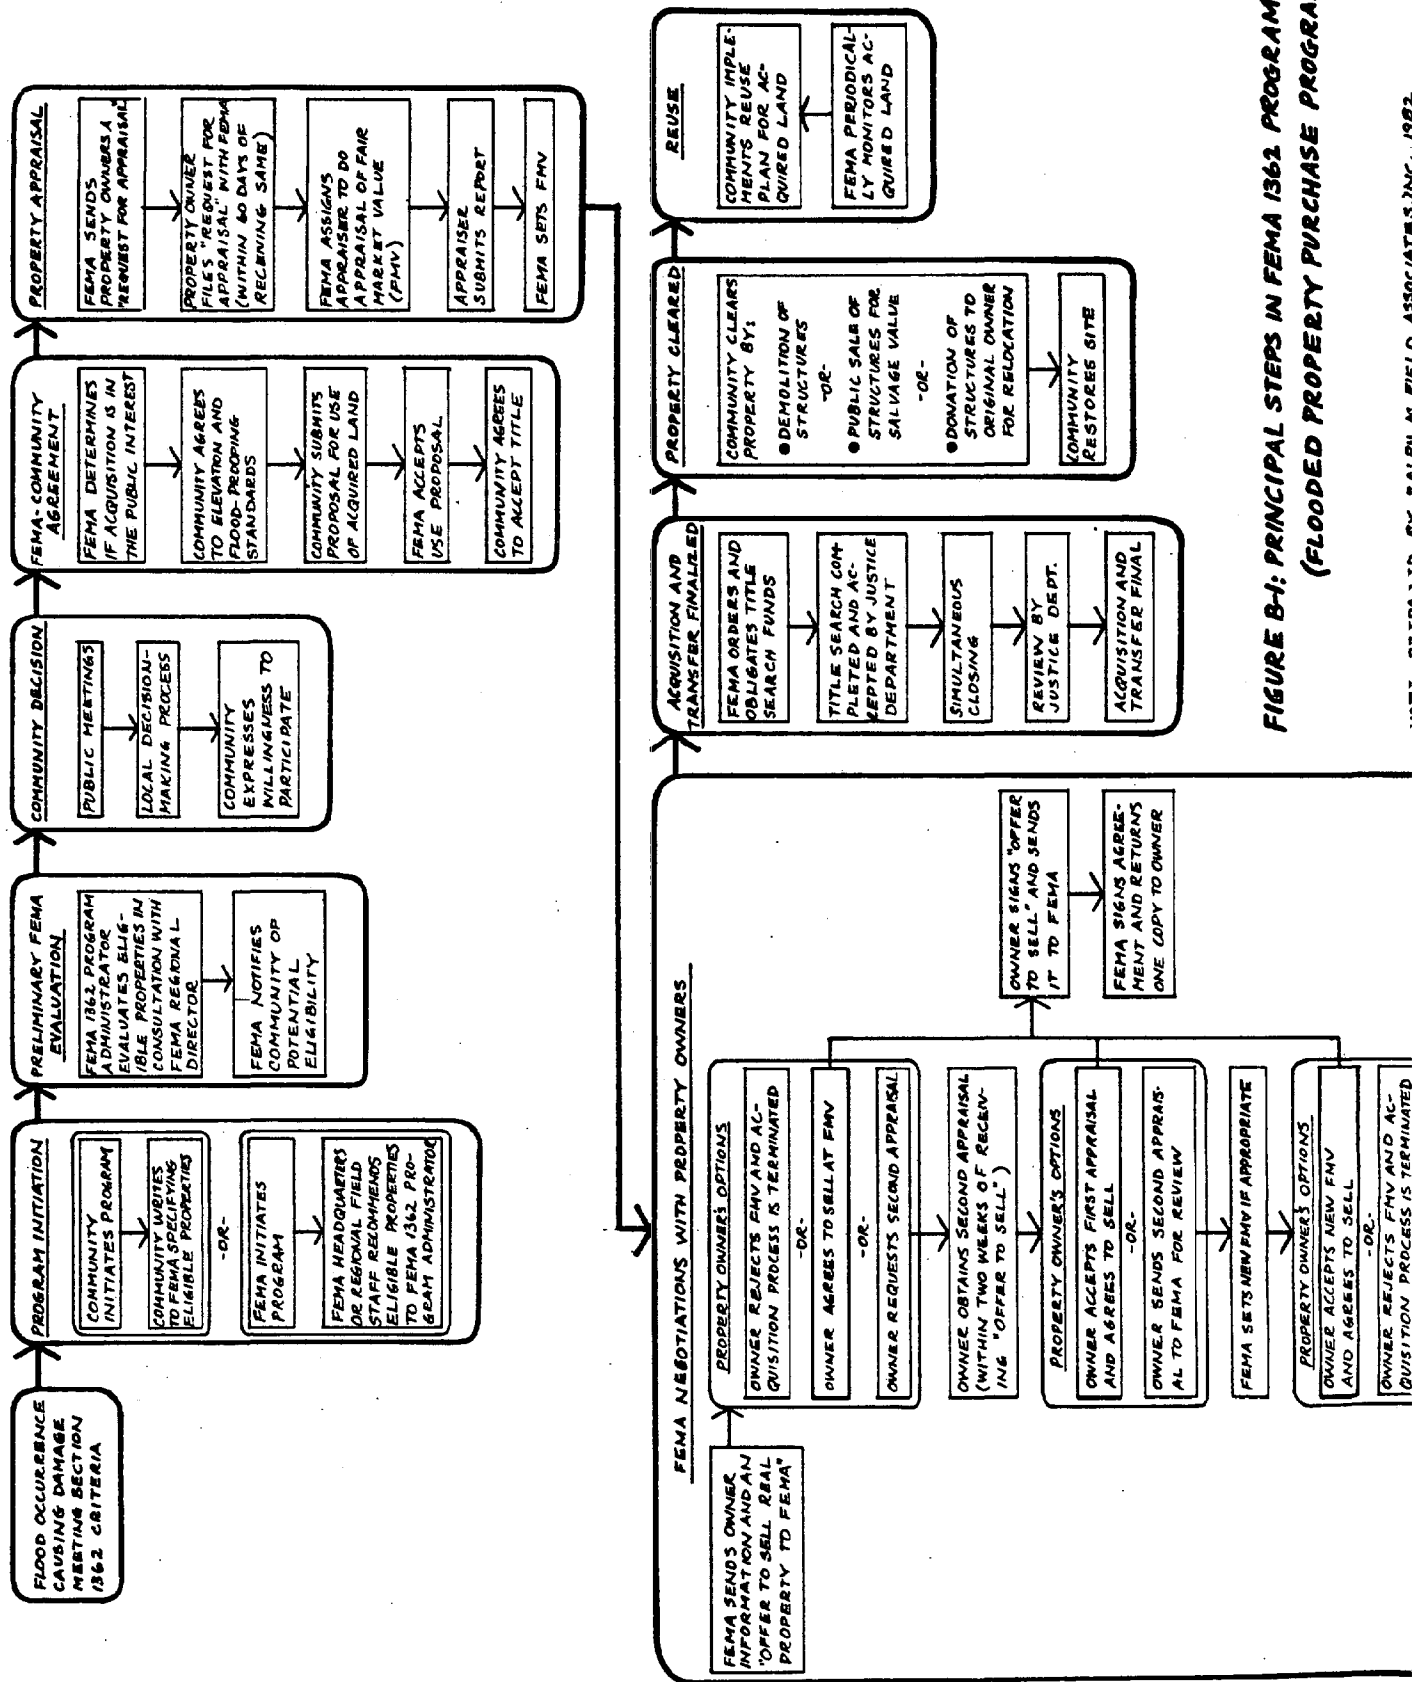 FLOOD OCCURRENCE
CAUSING DAMAGE
MEETING SECTION
1362 CRITERIA
PROGRAM INITIATION
COMMUNITY
INITIATES PROGRAM
COMMUNITY WRITES
TO FEMA SPECIFYING
ELIGIBLE PROPERTIES
-OR-
FEMA INITIATES
PROGRAM
FEMA HEADQUARTERS
OR REGIONAL FIELD
STAFF RECOMMENDS
ELIGIBLE PROPERTIES
TO FEMA 1362 PRO-
GRAM ADMINISTRATOR
PRELIMINARY FEMA
EVALUATION
FEMA 1362 PROGRAM
ADMINISTRATOR
EVALUATES ELIG-
IBLE PROPERTIES IN
CONSULTATION WITH
FEMA REGIONAL
DIRECTOR
FEMA NOTIFIES
COMMUNITY OF
POTENTIAL
ELIGIBILITY
COMMUNITY DECISION
PUBLIC MEETINGS
LOCAL DECISION-
MAKING PROCESS
COMMUNITY
EXPRESSES
WILLINGNESS TO
PARTICIPATE
FEMA-COMMUNITY
AGREEMENT
FEMA DETERMINES
IF ACQUISITION IS IN
THE PUBLIC INTEREST
COMMUNITY AGREES
TO ELEVATION AND
FLOOD-PROOFING
STANDARDS
COMMUNITY SUBMITS
PROPOSAL FOR USE
OF ACQUIRED LAND
FEMA ACCEPTS
USE PROPOSAL
COMMUNITY AGREES
TO ACCEPT TITLE
PROPERTY APPRAISAL
FEMA SENDS
PROPERTY OWNERS A
"REQUEST FOR APPRAISAL"
PROPERTY OWNER
FILES "REQUEST FOR
APPRAISAL" WITH FEMA
(WITHIN 60 DAYS OF
RECEIVING SAME)
FEMA ASSIGNS
APPRAISER TO DO
APPRAISAL OF FAIR
MARKET VALUE
(FMV)
APPRAISER
SUBMITS REPORT
FEMA SETS FMV
FEMA NEGOTIATIONS WITH PROPERTY OWNERS
FEMA SENDS OWNER
INFORMATION AND AN
"OFFER TO SELL REAL
PROPERTY TO FEMA"
PROPERTY OWNER'S OPTIONS
OWNER REJECTS FMV AND AC-
QUISITION PROCESS IS TERMINATED
-OR-
OWNER AGREES TO SELL AT FMV
-OR-
OWNER REQUESTS SECOND APPRAISAL
OWNER OBTAINS SECOND APPRAISAL
(WITHIN TWO WEEKS OF RECEIV-
ING "OFFER TO SELL")
PROPERTY OWNER'S OPTIONS
OWNER ACCEPTS FIRST APPRAISAL
AND AGREES TO SELL
-OR-
OWNER SENDS SECOND APPRAIS-
AL TO FEMA FOR REVIEW
FEMA SETS NEW FMV IF APPROPRIATE
PROPERTY OWNER'S OPTIONS
OWNER ACCEPTS NEW FMV
AND AGREES TO SELL
-OR-
OWNER REJECTS FMV AND AC-
QUISITION PROCESS IS TERMINATED
OWNER SIGNS "OFFER
TO SELL" AND SENDS
IT TO FEMA
FEMA SIGNS AGREE-
MENT AND RETURNS
ONE COPY TO OWNER
ACQUISITION AND
TRANSFER FINALIZED
FEMA ORDERS AND
OBLIGATES TITLE
SEARCH FUNDS
TITLE SEARCH COM-
PLETED AND AC-
CEPTED BY JUSTICE
DEPARTMENT
SIMULTANEOUS
CLOSING
REVIEW BY
JUSTICE DEPT.
ACQUISITION AND
TRANSFER FINAL
PROPERTY CLEARED
COMMUNITY CLEARS
PROPERTY BY:
● DEMOLITION OF
STRUCTURES
-OR-
● PUBLIC SALE OF
STRUCTURES FOR
SALVAGE VALUE
-OR-
● DONATION OF
STRUCTURES TO
ORIGINAL OWNER
FOR RELOCATION
COMMUNITY
RESTORES SITE
REUSE
COMMUNITY IMPLE-
MENTS REUSE
PLAN FOR AC-
QUIRED LAND
FEMA PERIODICAL-
LY MONITORS AC-
QUIRED LAND
FIGURE B-1: PRINCIPAL STEPS IN FEMA 1362 PROGRAM
(FLOODED PROPERTY PURCHASE
BY RALPH M. FIELD ASSOCIATES, INC., 1982